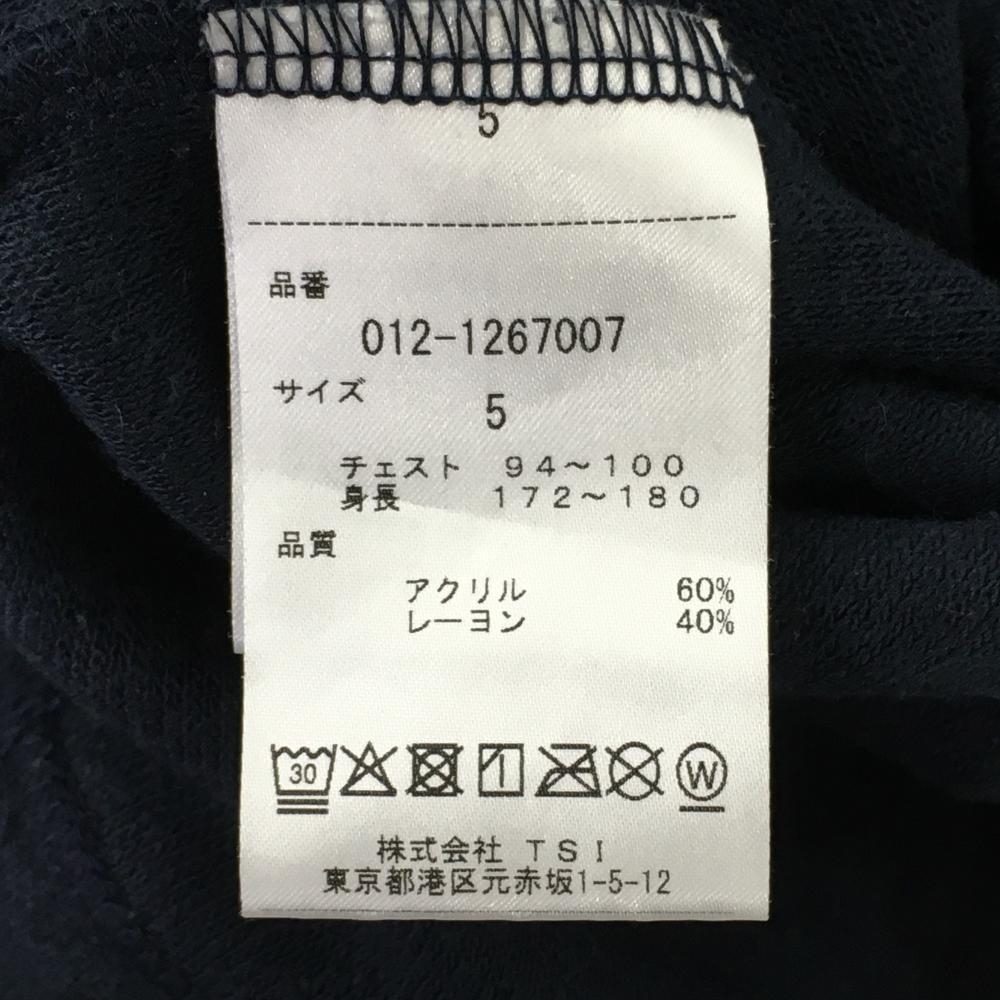 5
品番
012-1267007
サイズ
5
チェスト 94～100
身長 172～180
品質
アクリル 60%
レーヨン 40%
30 W
株式会社 TSI
東京都港区元赤坂1-5-12